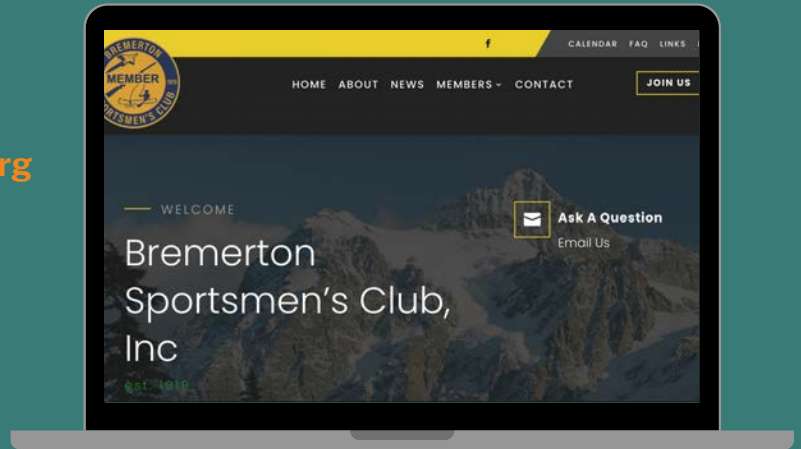 CALENDAR FAQ LINKS
BREMERTON
MEMBER
SPORTSMEN'S CLUB
HOME ABOUT NEWS MEMBERS CONTACT
JOIN US
rg
WELCOME
Ask A Question
Email Us
Bremerton
Sportsmen's Club,
Inc
est. 1919